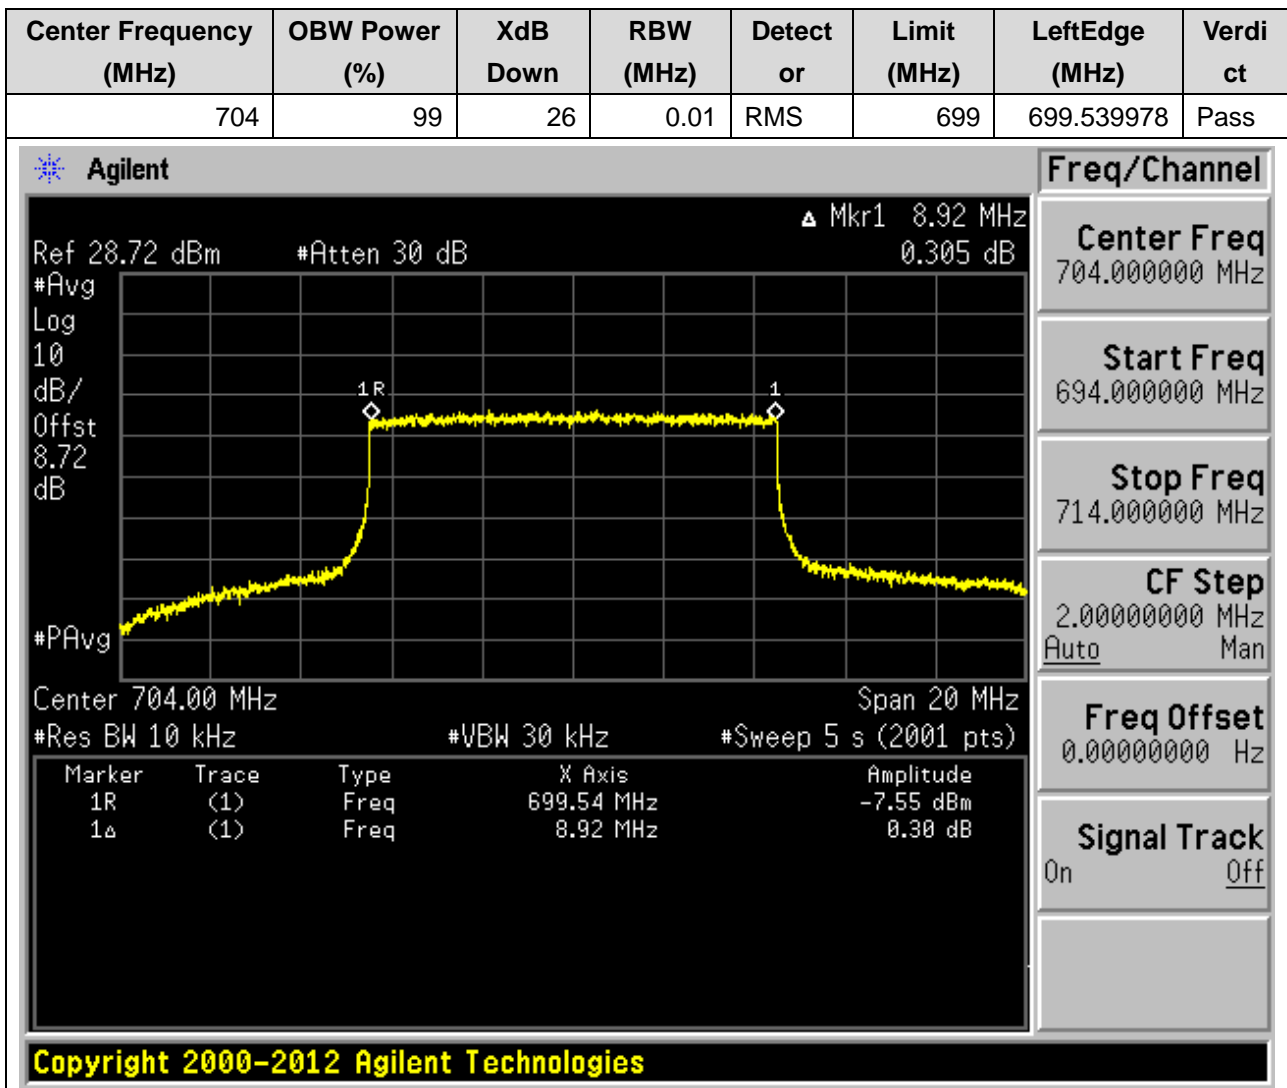 Center Frequency OBW Power XdB RBW Detect Limit LeftEdge Verdi
(MHz) (%) Down (MHz) or (MHz) (MHz) ct
704 99 26 0.01 RMS 699 699.539978 Pass
Agilent Freq/Channel
Δ Mkr1 8.92 MHz
Ref 28.72 dBm #Atten 30 dB 0.305 dB
#Avg
Log
10
dB/
Offst
8.72
dB
1R 1
#PAvg
Center 704.00 MHz Span 20 MHz
#Res BW 10 kHz #VBW 30 kHz #Sweep 5 s (2001 pts)
Marker Trace Type X Axis Amplitude
1R (1) Freq 699.54 MHz -7.55 dBm
1Δ (1) Freq 8.92 MHz 0.30 dB
Center Freq
704.000000 MHz
Start Freq
694.000000 MHz
Stop Freq
714.000000 MHz
CF Step
2.00000000 MHz
Auto Man
Freq Offset
0.00000000 Hz
Signal Track
On Off
Copyright 2000-2012 Agilent Technologies